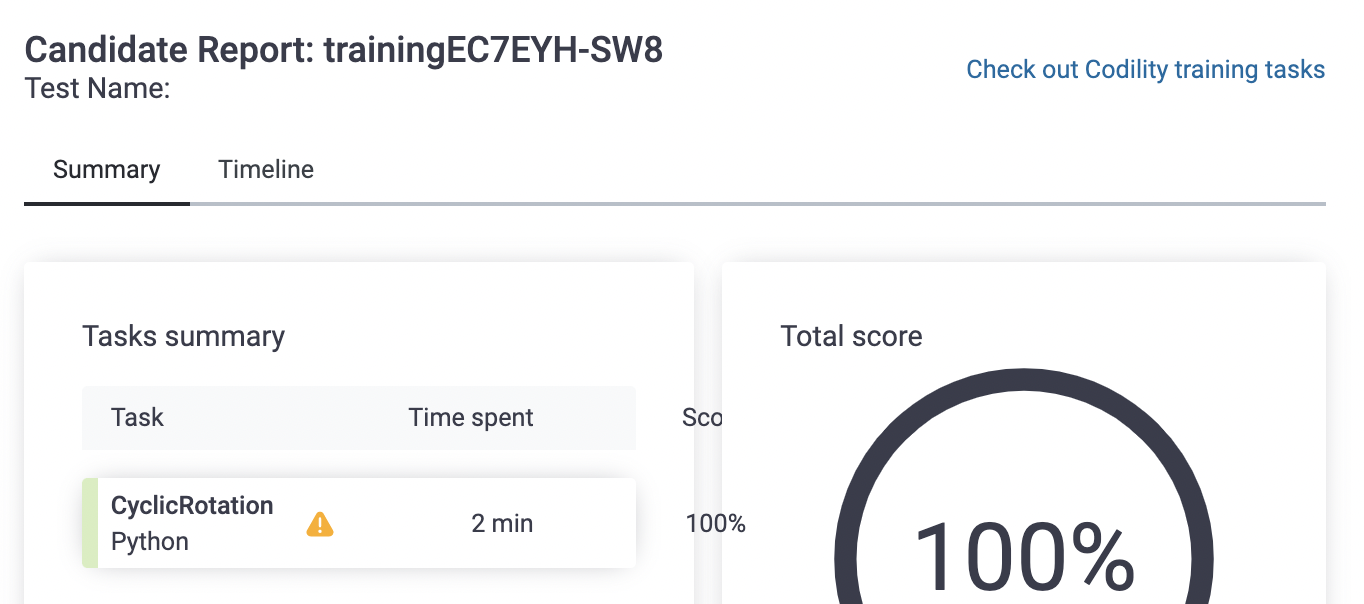 Candidate Report: trainingEC7EYH-SW8
Test Name:
Check out Codility training tasks
Summary Timeline
Tasks summary
Task Time spent Sco
CyclicRotation
Python
2 min 100%
Total score
100%